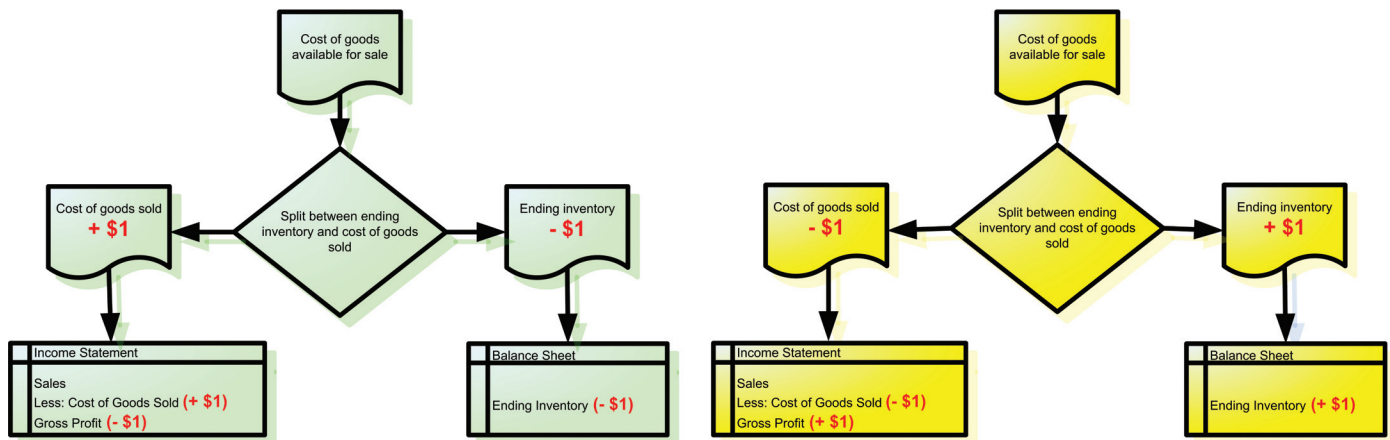 Cost of goods
available for sale
Cost of goods sold
+ $1
Split between ending
inventory and cost of goods
sold
Ending inventory
- $1
Income Statement
Sales
Less: Cost of Goods Sold (+ $1)
Gross Profit (- $1)
Balance Sheet
Ending Inventory (- $1)
Cost of goods
available for sale
Cost of goods sold
- $1
Split between ending
inventory and cost of goods
sold
Ending inventory
+ $1
Income Statement
Sales
Less: Cost of Goods Sold (- $1)
Gross Profit (+ $1)
Balance Sheet
Ending Inventory (+ $1)